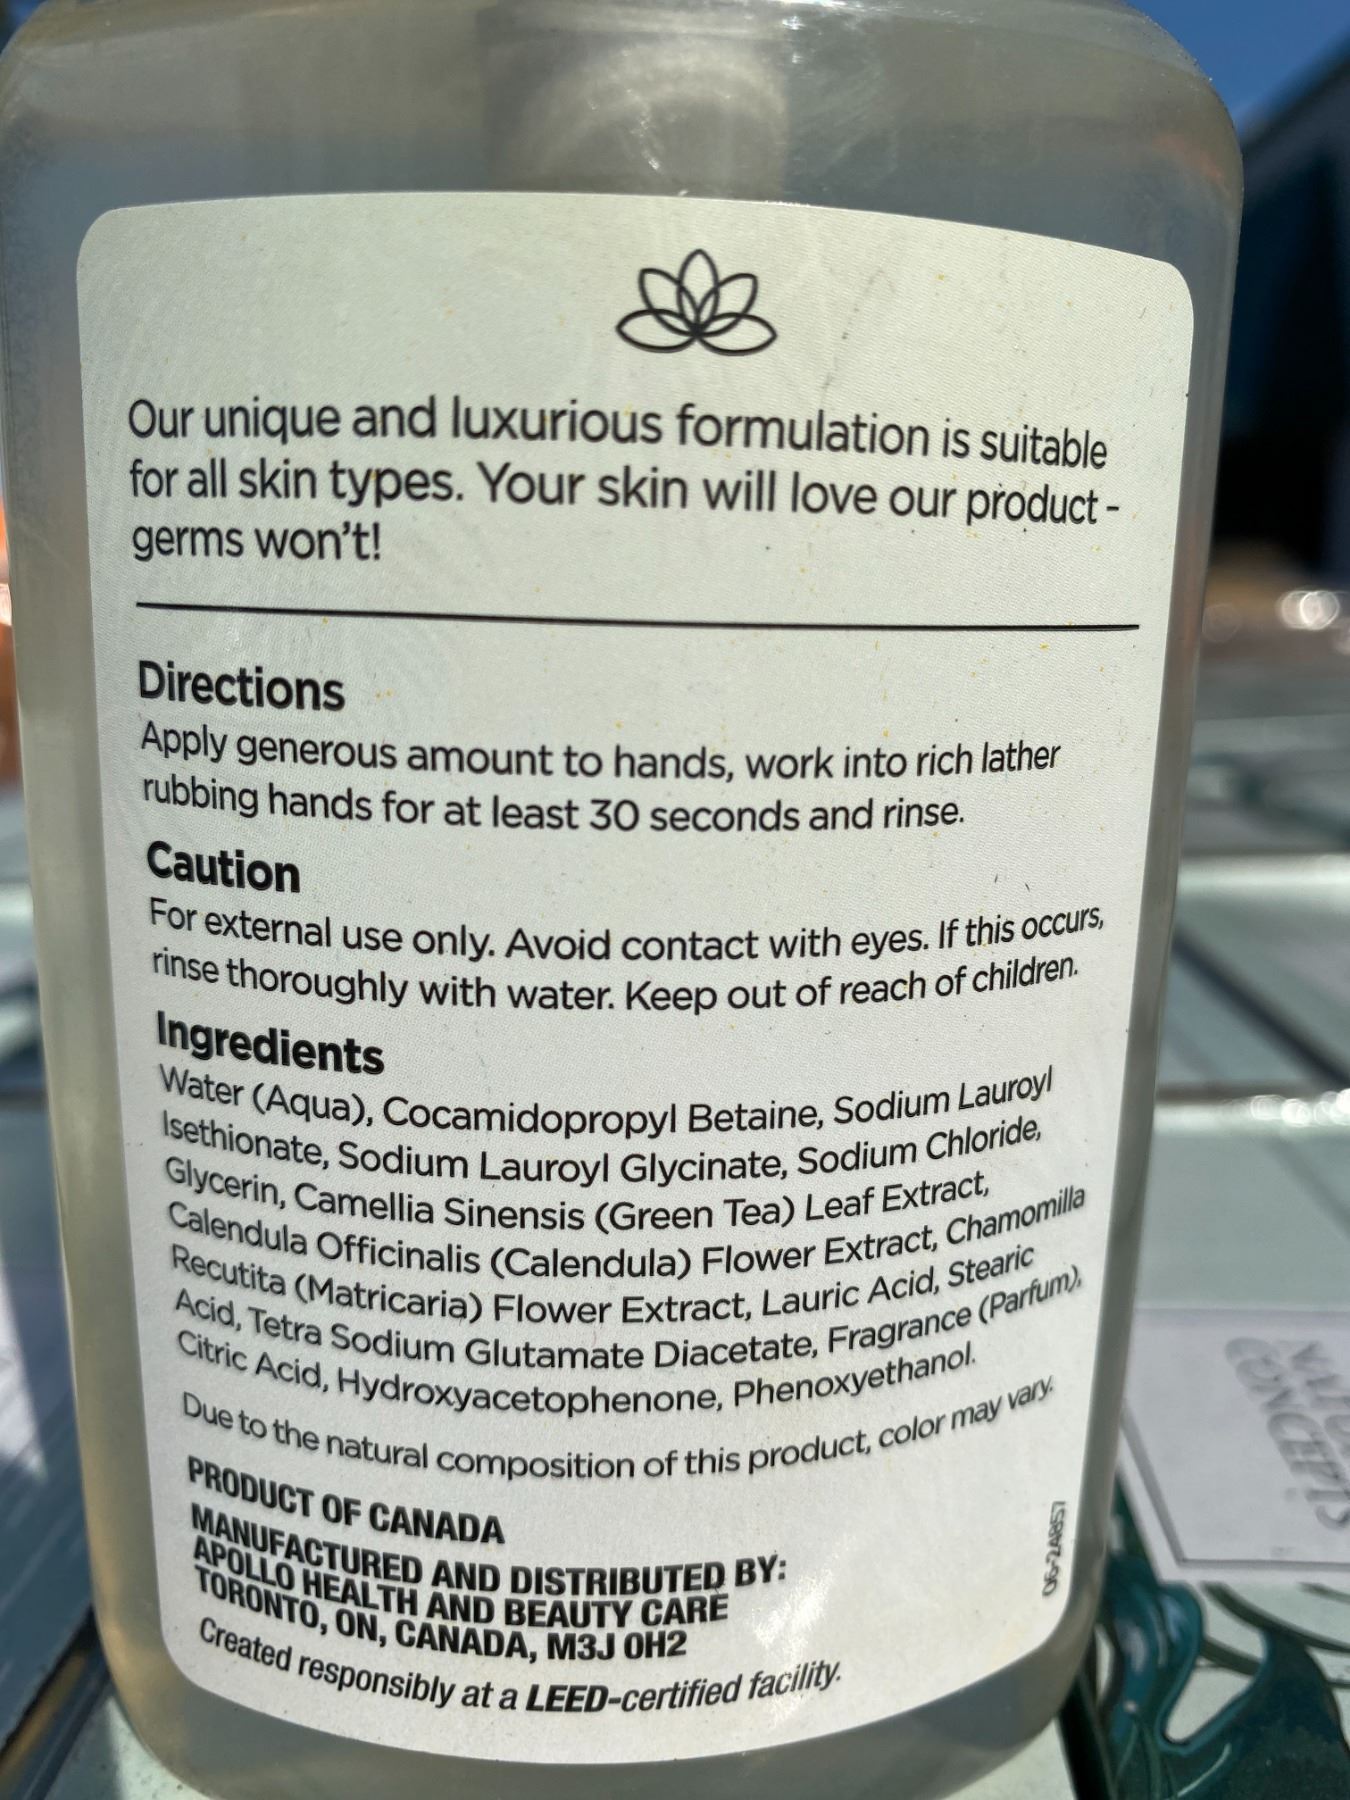 Our unique and luxurious formulation is suitable
for all skin types. Your skin will love our product -
germs won't!
Directions
Apply generous amount to hands, work into rich lather
rubbing hands for at least 30 seconds and rinse.
Caution
For external use only. Avoid contact with eyes. If this occurs,
rinse thoroughly with water. Keep out of reach of children.
Ingredients
Water (Aqua), Cocamidopropyl Betaine, Sodium Lauroyl
Isethionate, Sodium Lauroyl Glycinate, Sodium Chloride,
Glycerin, Camellia Sinensis (Green Tea) Leaf Extract,
Calendula Officinalis (Calendula) Flower Extract, Chamomilla
Recutita (Matricaria) Flower Extract, Lauric Acid, Stearic
Acid, Tetra Sodium Glutamate Diacetate, Fragrance (Parfum),
Citric Acid, Hydroxyacetophenone, Phenoxyethanol.
Due to the natural composition of this product, color may vary.
PRODUCT OF CANADA
MANUFACTURED AND DISTRIBUTED BY:
APOLLO HEALTH AND BEAUTY CARE
TORONTO, ON, CANADA, M3J 0H2
Created responsibly at a LEED-certified facility.
06-24857
CONCEPTS